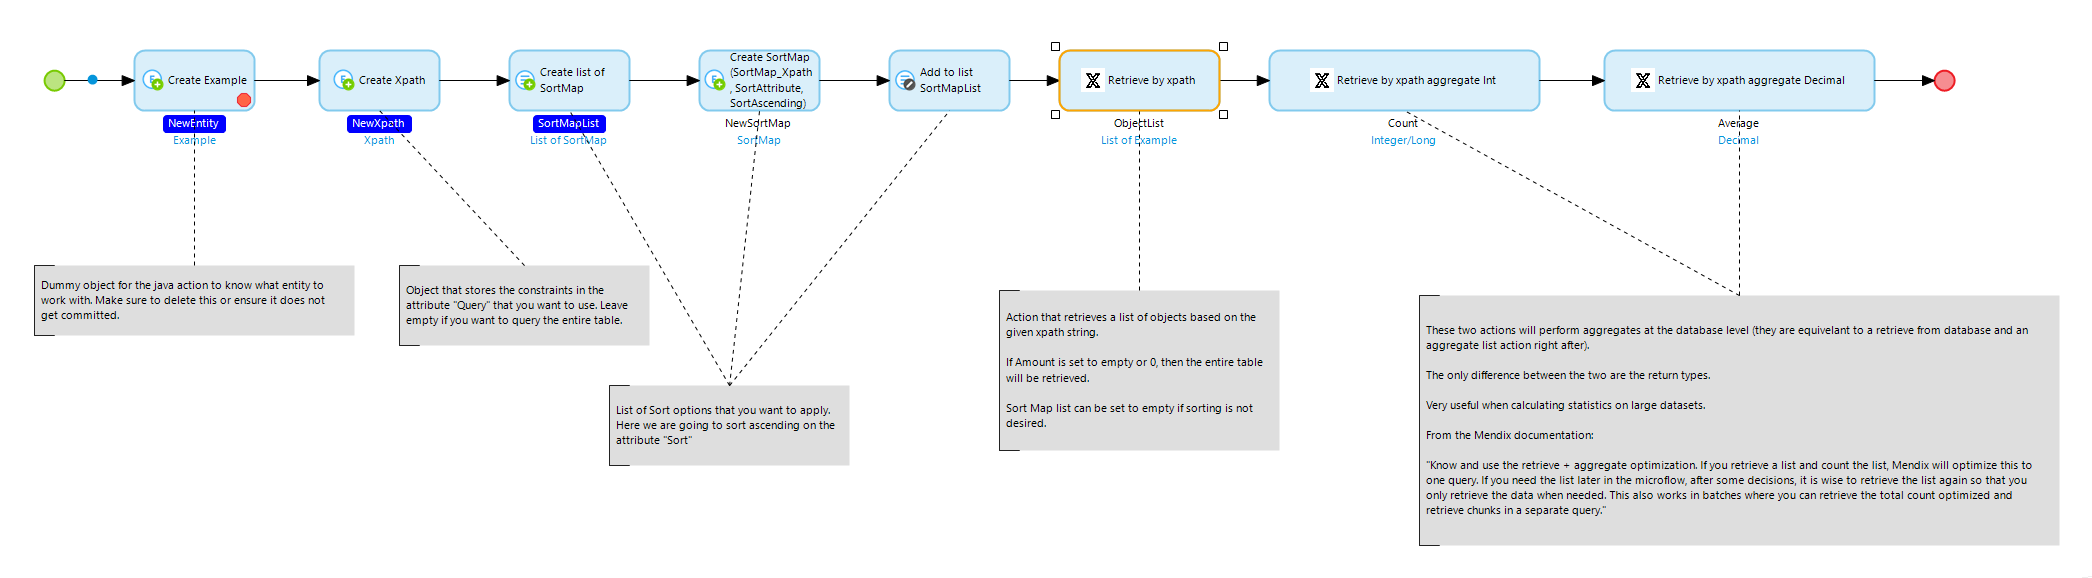 Create Example
NewEntity
Example
Create Xpath
NewXpath
Xpath
Create list of
SortMap
SortMapList
List of SortMap
Create SortMap
(SortMap_Xpath
, SortAttribute,
SortAscending)
NewSortMap
SortMap
Add to list
SortMapList
Retrieve by xpath
ObjectList
List of Example
Retrieve by xpath aggregate Int
Count
Integer/Long
Retrieve by xpath aggregate Decimal
Average
Decimal
Dummy object for the java action to know what entity to
work with. Make sure to delete this or ensure it does not
get committed.
Object that stores the constraints in the
attribute "Query" that you want to use. Leave
empty if you want to query the entire table.
List of Sort options that you want to apply.
Here we are going to sort ascending on the
attribute "Sort"
Action that retrieves a list of objects based on the
given xpath string.
If Amount is set to empty or 0, then the entire table
will be retrieved.
Sort Map list can be set to empty if sorting is not
desired.
These two actions will perform aggregates at the database level (they are equivelant to a retrieve from database and an
aggregate list action right after).
The only difference between the two are the return types.
Very useful when calculating statistics on large datasets.
From the Mendix documentation:
"Know and use the retrieve + aggregate optimization. If you retrieve a list and count the list, Mendix will optimize this to
one query. If you need the list later in the microflow, after some decisions, it is wise to retrieve the list again so that you
only retrieve the data when needed. This also works in batches where you can retrieve the total count optimized and
retrieve chunks in a separate query."